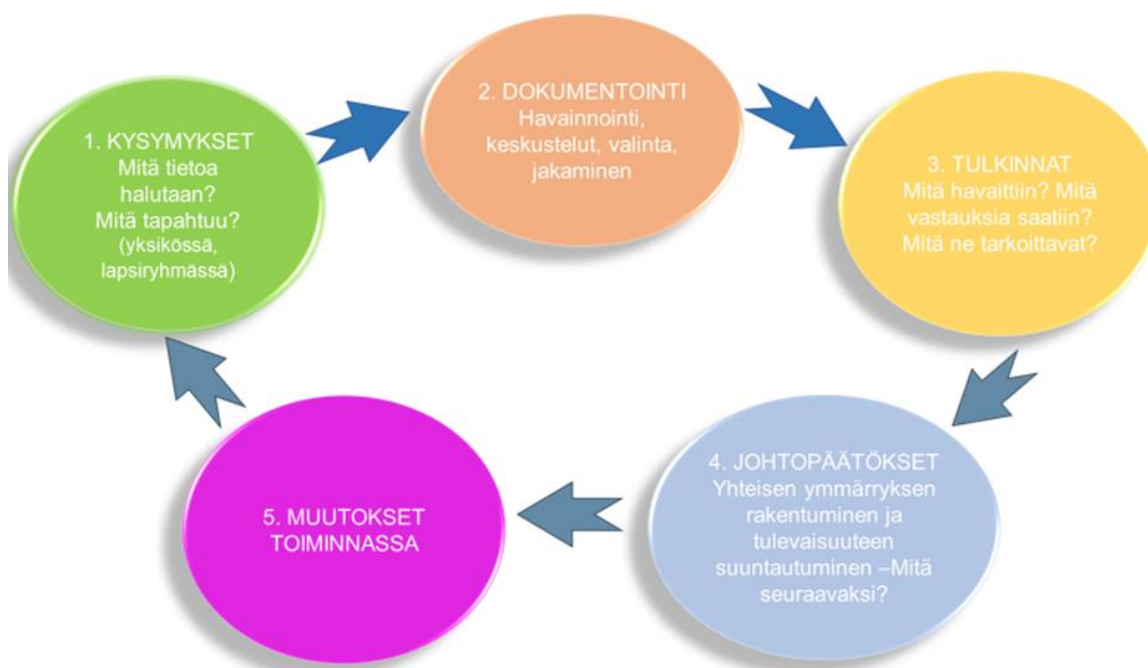 1. KYSYMYKSET
Mitä tietoa
halutaan?
Mitä tapahtuu?
(yksikössä,
lapsiryhmässä)
2. DOKUMENTOINTI
Havainnointi,
keskustelut, valinta,
jakaminen
3. TULKINNAT
Mitä havaittiin? Mitä
vastauksia saatiin?
Mitä ne tarkoittavat?
4. JOHTOPÄÄTÖKSET
Yhteisen ymmärryksen
rakentuminen ja
tulevaisuuteen
suuntautuminen –Mitä
seuraavaksi?
5. MUUTOKSET
TOIMINNASSA